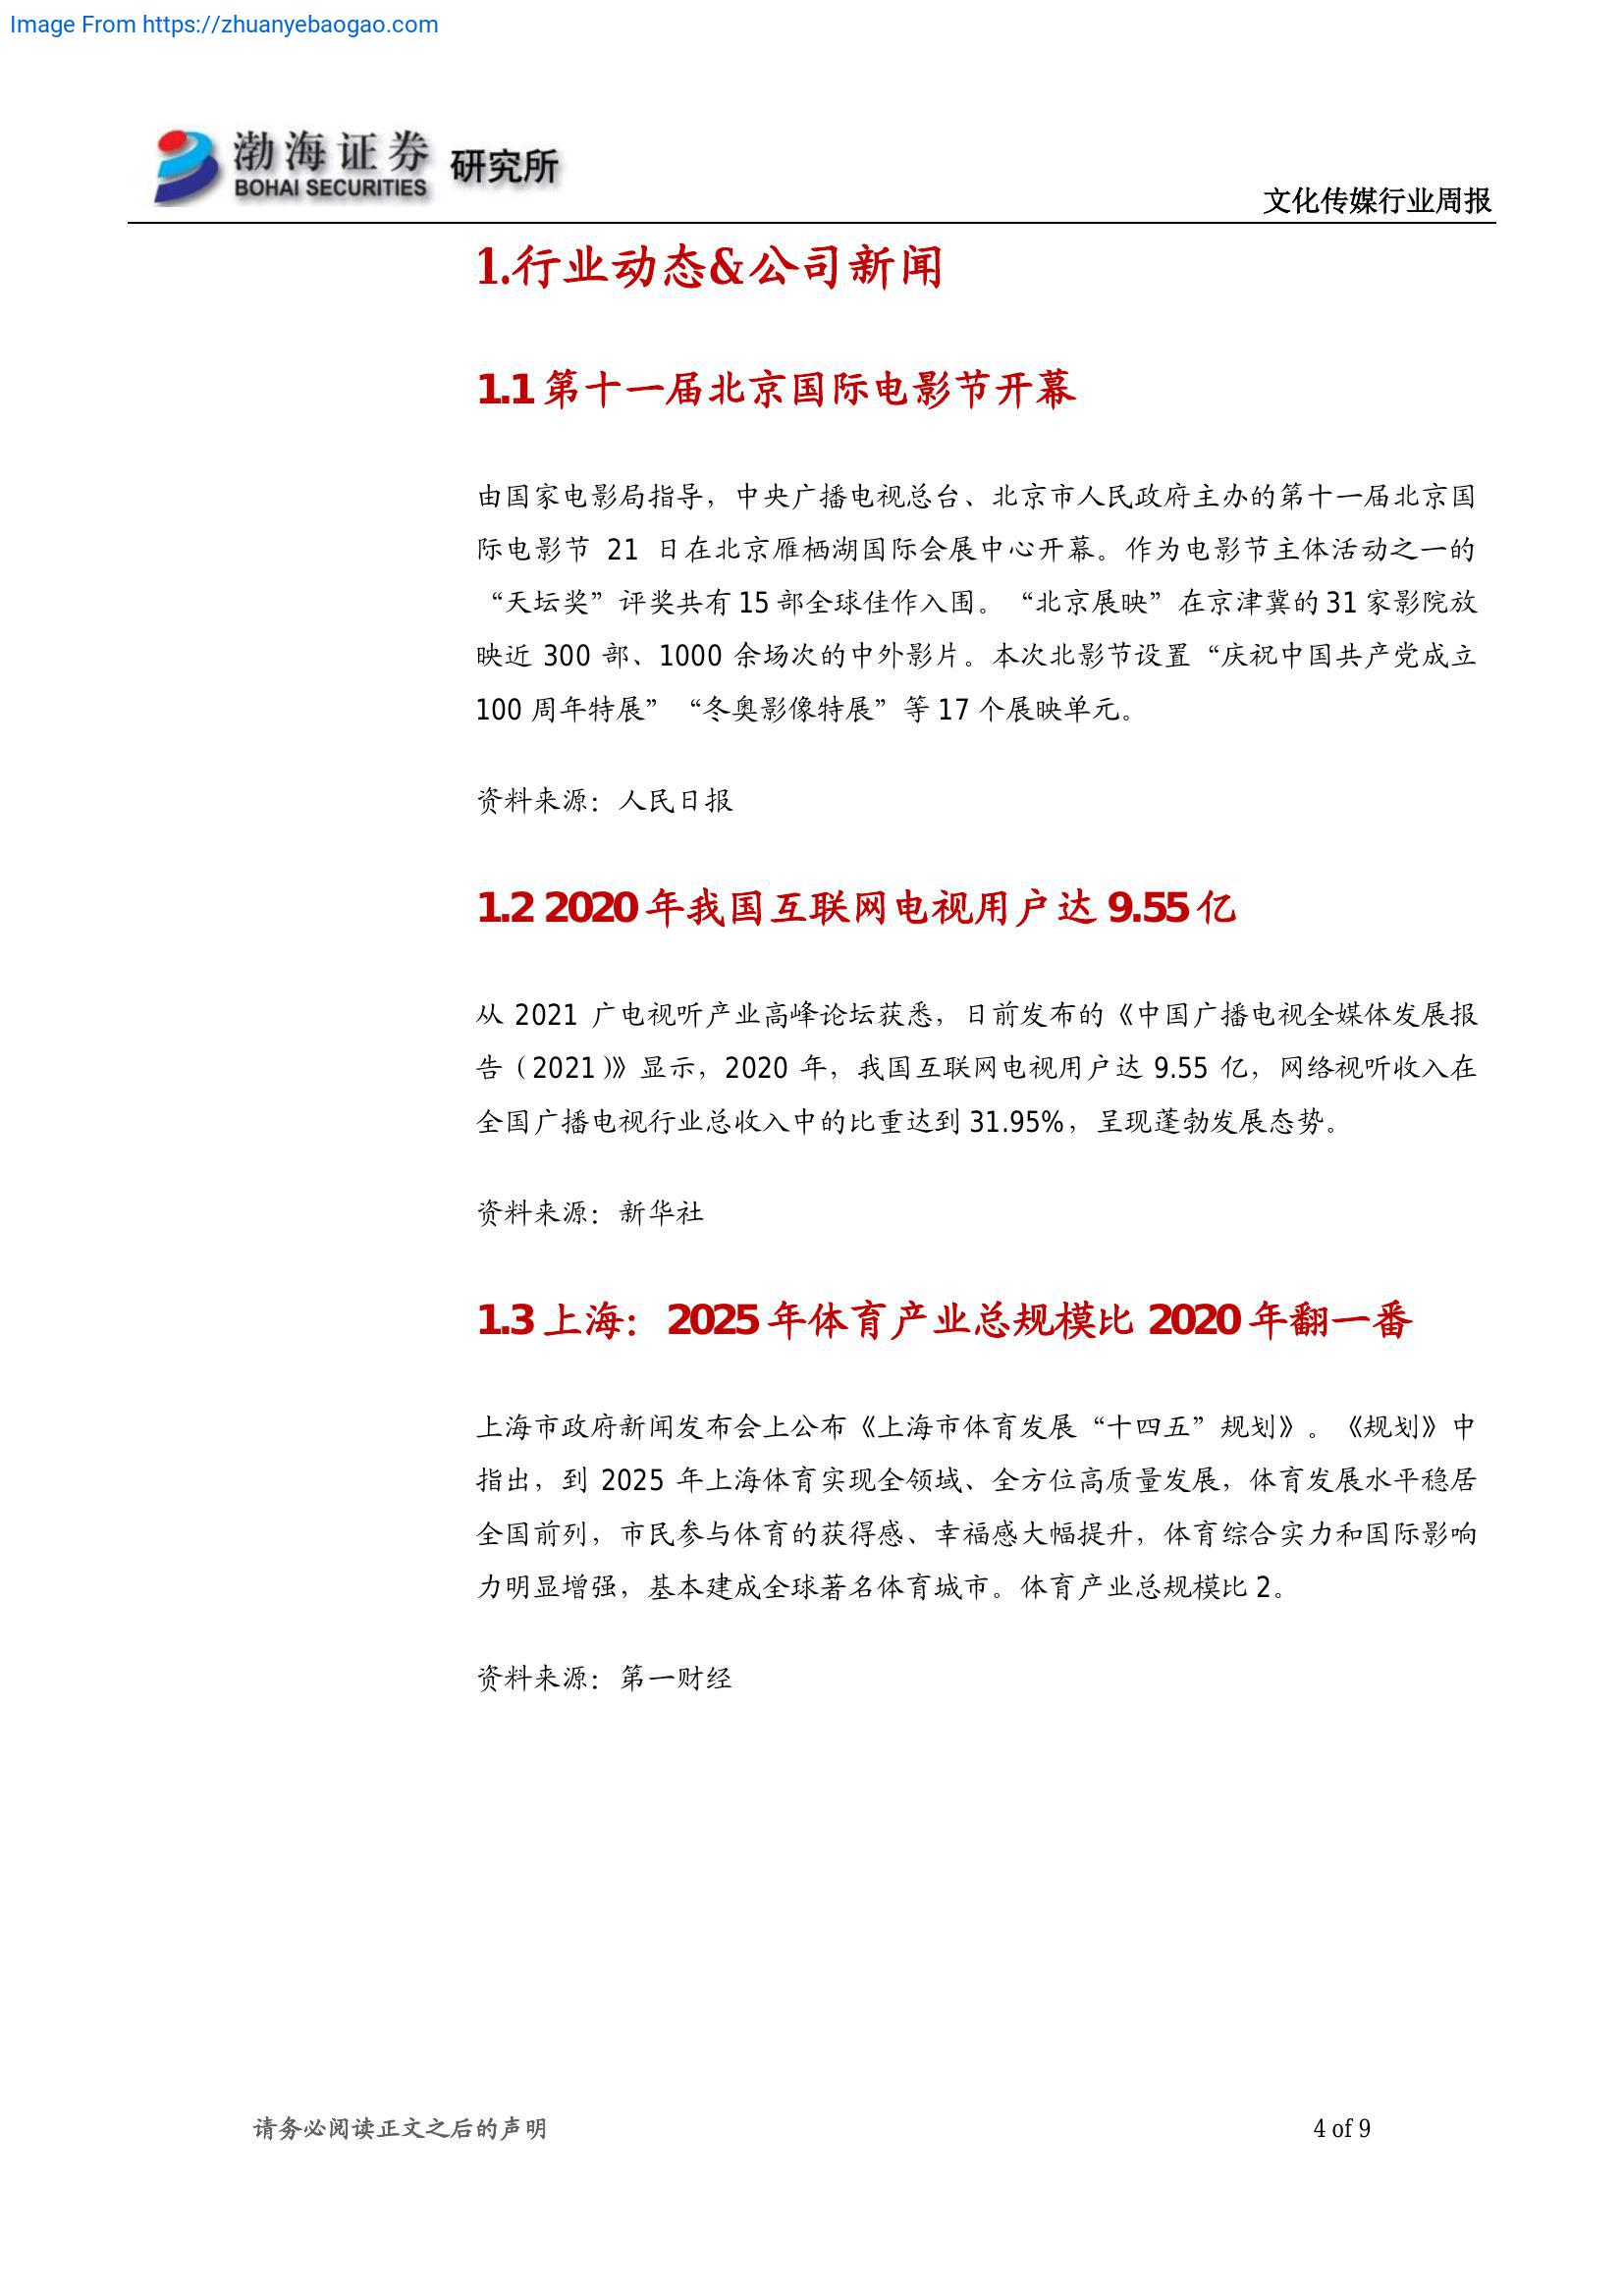 Image From https://zhuanyebaogao.com
渤海证券 研究所
BOHAI SECURITIES
文化传媒行业周报
1.行业动态&公司新闻
1.1 第十一届北京国际电影节开幕
由国家电影局指导，中央广播电视总台、北京市人民政府主办的第十一届北京国
际电影节 21 日在北京雁栖湖国际会展中心开幕。作为电影节主体活动之一的
“天坛奖”评奖共有 15 部全球佳作入围。“北京展映”在京津冀的 31 家影院放
映近 300 部、1000 余场次的中外影片。本次北影节设置“庆祝中国共产党成立
100 周年特展”“冬奥影像特展”等 17 个展映单元。
资料来源：人民日报
1.2 2020 年我国互联网电视用户达 9.55 亿
从 2021 广电视听产业高峰论坛获悉，日前发布的《中国广播电视全媒体发展报
告（2021）》显示，2020 年，我国互联网电视用户达 9.55 亿，网络视听收入在
全国广播电视行业总收入中的比重达到 31.95%，呈现蓬勃发展态势。
资料来源：新华社
1.3 上海：2025 年体育产业总规模比 2020 年翻一番
上海市政府新闻发布会上公布《上海市体育发展“十四五”规划》。《规划》中
指出，到 2025 年上海体育实现全领域、全方位高质量发展，体育发展水平稳居
全国前列，市民参与体育的获得感、幸福感大幅提升，体育综合实力和国际影响
力明显增强，基本建成全球著名体育城市。体育产业总规模比 2。
资料来源：第一财经
请务必阅读正文之后的声明
4 of 9